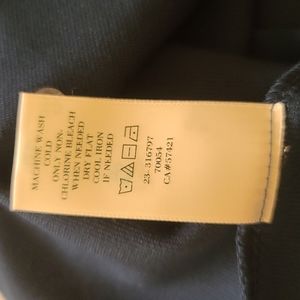 MACHINE WASH
COLD
ONLY NON-
CHLORINE BLEACH
WHEN NEEDED
DRY FLAT
COOL IRON
IF NEEDED
23-316797
70054
CA#57421